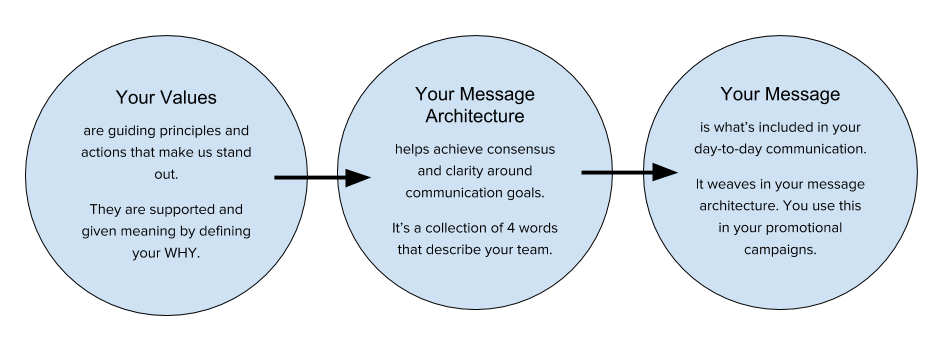 Your Values
are guiding principles and
actions that make us stand
out.
They are supported and
given meaning by defining
your WHY.
Your Message
Architecture
helps achieve consensus
and clarity around
communication goals.
It’s a collection of 4 words
that describe your team.
Your Message
is what’s included in your
day-to-day communication.
It weaves in your message
architecture. You use this
in your promotional
campaigns.